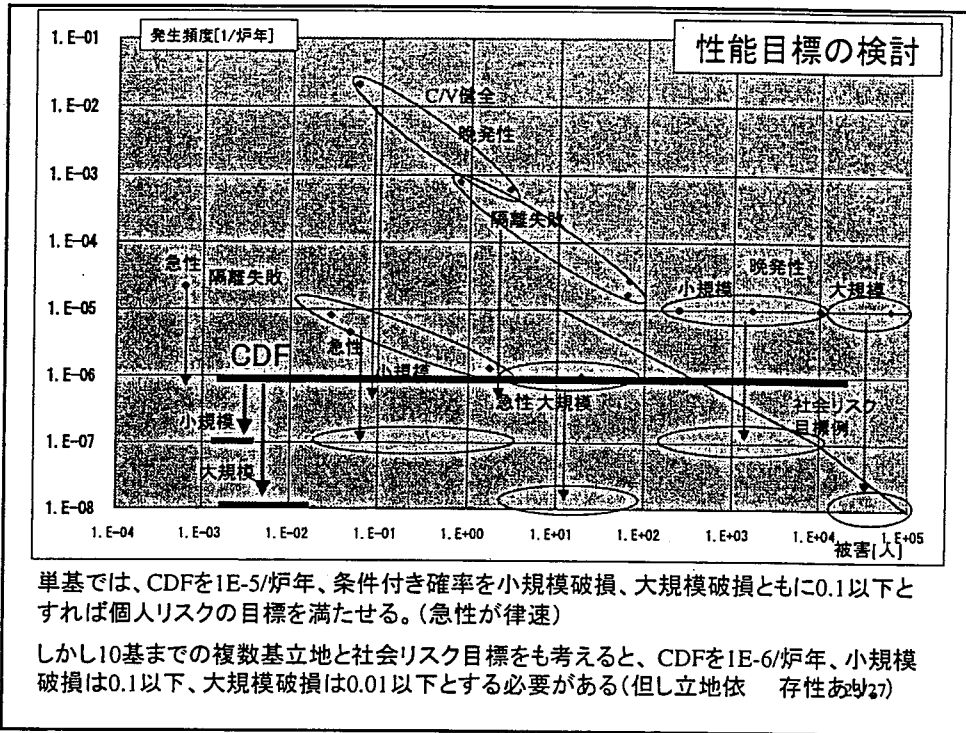 性能目標の検討
発生頻度[1/炉年]
1. E-01
1. E-02
1. E-03
1. E-04
1. E-05
1. E-06
1. E-07
1. E-08
C/V健全
晩発性
隔離失敗
急性
隔離失敗
晩発性
小規模
大規模
急性
CDF
小規模
急性 大規模
社会リスク
目標例
小規模
大規模
1. E-04 1. E-03 1. E-02 1. E-01 1. E+00 1. E+01 1. E+02 1. E+03 1. E+04 1. E+05
被害[人]
単基では、CDFを1E-5/炉年、条件付き確率を小規模破損、大規模破損ともに0.1以下と
すれば個人リスクの目標を満たせる。(急性が律速)
しかし10基までの複数基立地と社会リスク目標をも考えると、CDFを1E-6/炉年、小規模
破損は0.1以下、大規模破損は0.01以下とする必要がある(但し立地依 存性あり